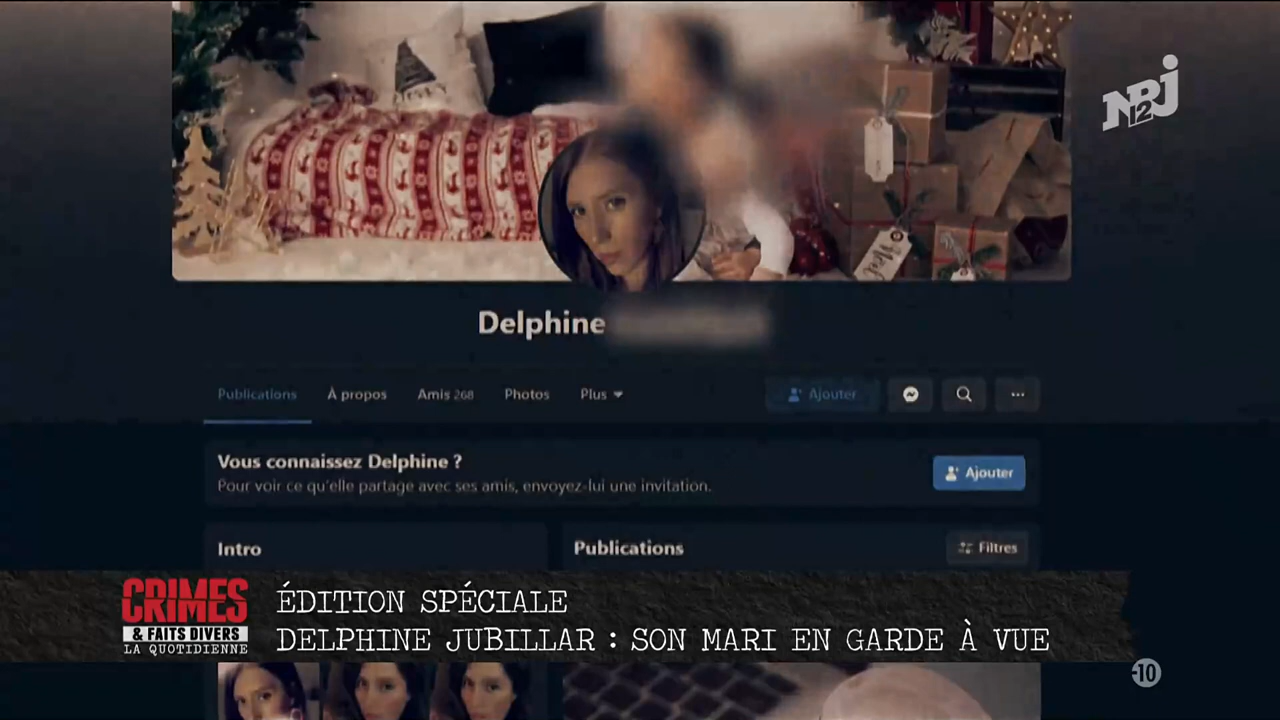 NRJ
12
Noël
Delphine
Publications
À propos
Amis 268
Photos
Plus
Ajouter
Vous connaissez Delphine ?
Pour voir ce qu'elle partage avec ses amis, envoyez-lui une invitation.
Ajouter
Intro
Publications
Filtres
CRIMES
& FAITS DIVERS
LA QUOTIDIENNE
ÉDITION SPÉCIALE
DELPHINE JUBILLAR : SON MARI EN GARDE À VUE
-10